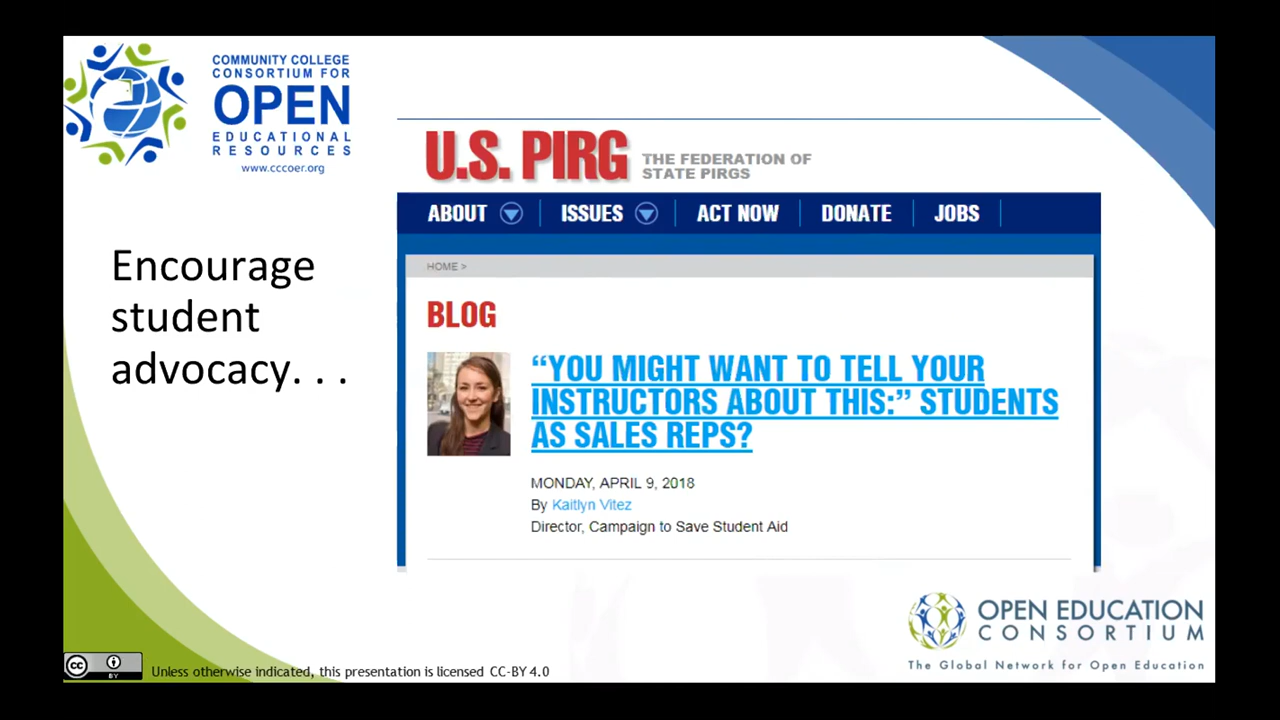 COMMUNITY COLLEGE
CONSORTIUM FOR
OPEN
EDUCATIONAL
RESOURCES
www.cccoer.org
Encourage
student
advocacy. . .
U.S. PIRG
THE FEDERATION OF
STATE PIRGS
ABOUT ISSUES ACT NOW DONATE JOBS
HOME >
BLOG
“YOU MIGHT WANT TO TELL YOUR
INSTRUCTORS ABOUT THIS:” STUDENTS
AS SALES REPS?
MONDAY, APRIL 9, 2018
By Kaitlyn Vitez
Director, Campaign to Save Student Aid
OPEN EDUCATION
CONSORTIUM
The Global Network for Open Education
cc BY
Unless otherwise indicated, this presentation is licensed CC-BY 4.0